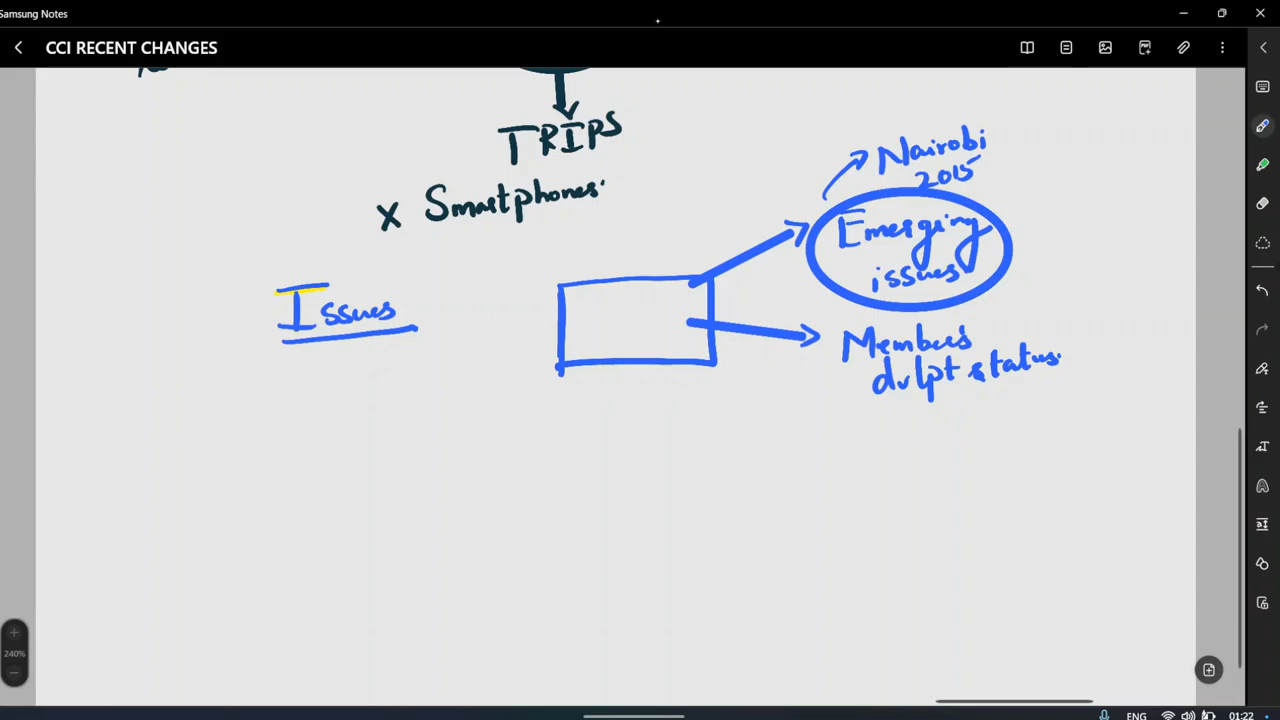 Samsung Notes
CCI RECENT CHANGES
TRIPS
x Smartphones
Nairobi
2015
Emerging
issues
Issues
Members
dvlpt status.
240%
ENG
01:22